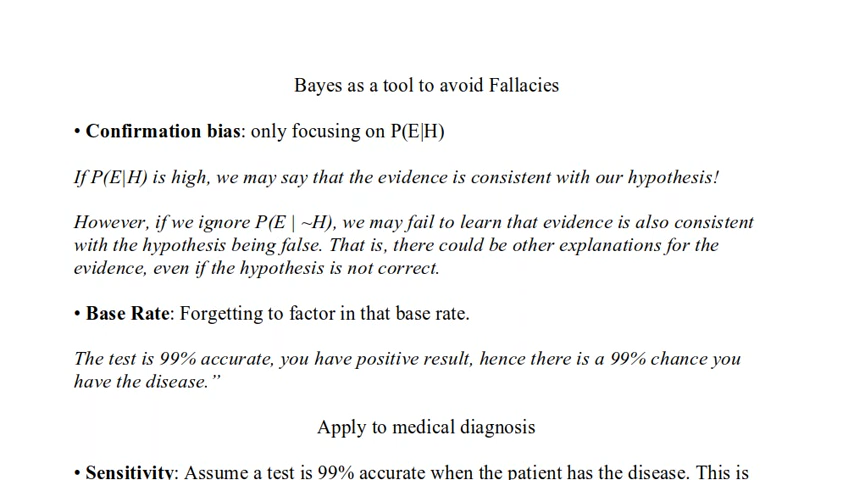 Bayes as a tool to avoid Fallacies
• Confirmation bias: only focusing on P(E|H)
If P(E|H) is high, we may say that the evidence is consistent with our hypothesis!
However, if we ignore P(E | ~H), we may fail to learn that evidence is also consistent
with the hypothesis being false. That is, there could be other explanations for the
evidence, even if the hypothesis is not correct.
• Base Rate: Forgetting to factor in that base rate.
The test is 99% accurate, you have positive result, hence there is a 99% chance you
have the disease.”
Apply to medical diagnosis
• Sensitivity: Assume a test is 99% accurate when the patient has the disease. This is